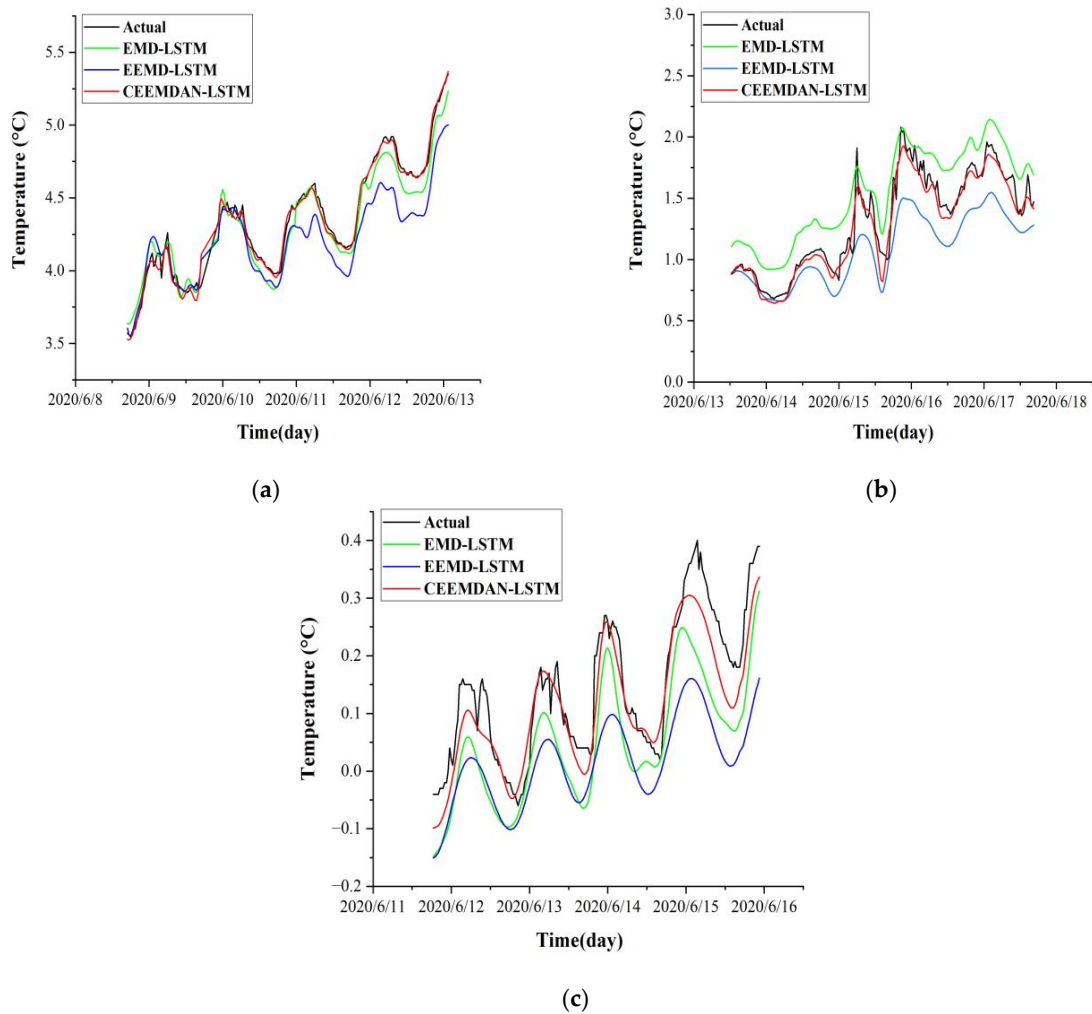 Actual
EMD-LSTM
EEMD-LSTM
CEEMDAN-LSTM
5.5
5.0
4.5
4.0
3.5
Temperature (°C)
2020/6/8 2020/6/9 2020/6/10 2020/6/11 2020/6/12 2020/6/13
Time(day)
(a)
Actual
EMD-LSTM
EEMD-LSTM
CEEMDAN-LSTM
3.0
2.5
2.0
1.5
1.0
0.5
0.0
Temperature (°C)
2020/6/13 2020/6/14 2020/6/15 2020/6/16 2020/6/17 2020/6/18
Time(day)
(b)
Actual
EMD-LSTM
EEMD-LSTM
CEEMDAN-LSTM
0.4
0.3
0.2
0.1
0.0
−0.1
−0.2
Temperature (°C)
2020/6/11 2020/6/12 2020/6/13 2020/6/14 2020/6/15 2020/6/16
Time(day)
(c)